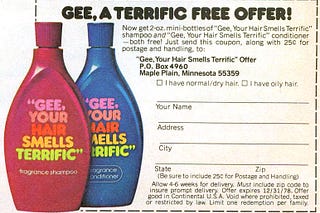 GEE, A TERRIFIC FREE OFFER!
Now get 2-oz. mini-bottles of "Gee, Your Hair Smells Terrific"
shampoo and "Gee, Your Hair Smells Terrific" conditioner
—both free! Just send this coupon, along with 25¢ for
postage and handling, to:
"Gee, Your Hair Smells Terrific" Offer
P.O. Box 4960
Maple Plain, Minnesota 55359
I have normal/dry hair. I have oily hair.
Your Name
Address
City
State Zip
(Be sure to include 25¢ for Postage and Handling)
Allow 4-6 weeks for delivery. Must include zip code to
insure prompt delivery. Offer expires 12/31/78. Offer
good in Continental U.S.A. Void where prohibited, taxed
or restricted by law. Limit one redemption per family.
"GEE,
YOUR
HAIR
SMELLS
TERRIFIC"
fragrance shampoo
"GEE,
YOUR
HAIR
SMELLS
TERRIFIC"
fragrance
conditioner